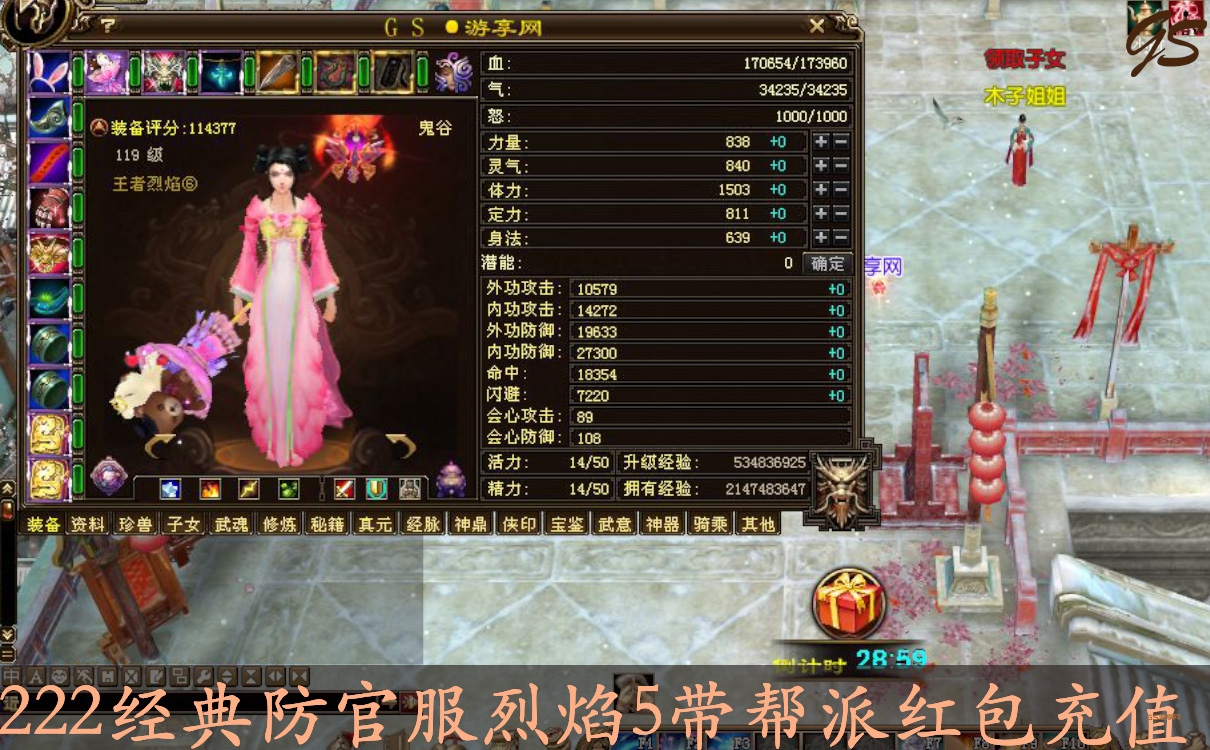 ? GS●游享网
GS
领取子女
木子姐姐
装备评分:114377
鬼谷
119 级
王者烈焰⑥
血: 170654/173960
气: 34235/34235
怒: 1000/1000
力量: 838 +0
灵气: 840 +0
体力: 1503 +0
定力: 811 +0
身法: 639 +0
潜能: 0 确定
享网
外功攻击: 10579 +0
内功攻击: 14272 +0
外功防御: 19633 +0
内功防御: 27300 +0
命中: 18354 +0
闪避: 7220 +0
会心攻击: 89
会心防御: 108
活力: 14/50 升级经验: 534836925
精力: 14/50 拥有经验: 2147483647
装备 资料 珍兽 子女 武魂 修炼 秘籍 真元 经脉 神鼎 侠印 宝鉴 武意 神器 骑乘 其他
倒计时 28:59
222经典防官服烈焰5带帮派红包充值